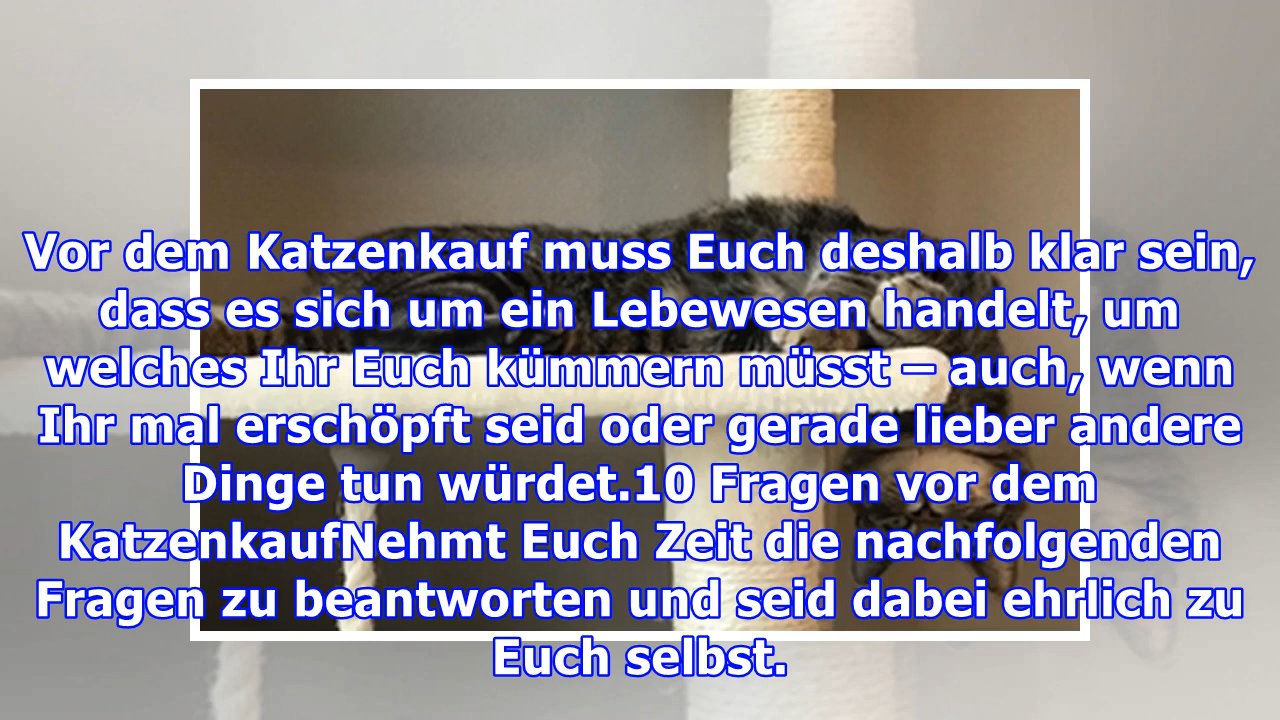 Vor dem Katzenkauf muss Euch deshalb klar sein,
dass es sich um ein Lebewesen handelt, um
welches Ihr Euch kümmern müsst – auch, wenn
Ihr mal erschöpft seid oder gerade lieber andere
Dinge tun würdet.10 Fragen vor dem
KatzenkaufNehmt Euch Zeit die nachfolgenden
Fragen zu beantworten und seid dabei ehrlich zu
Euch selbst.